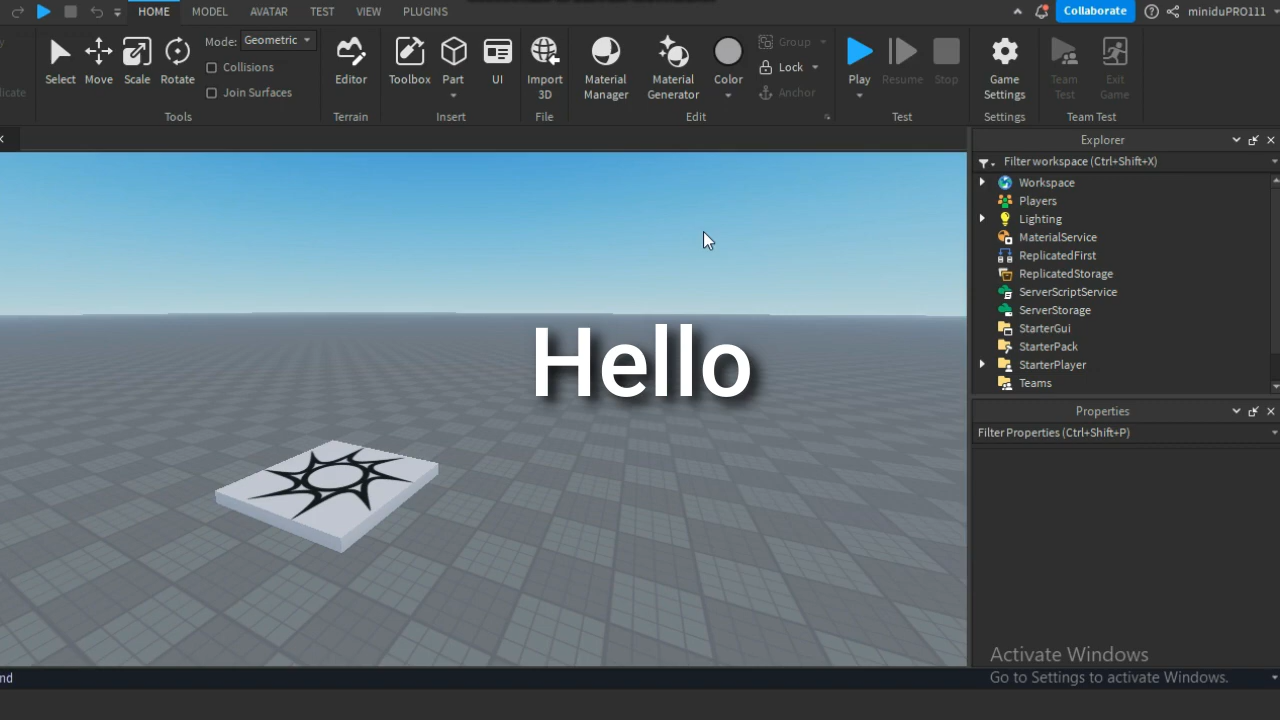 HOME MODEL AVATAR TEST VIEW PLUGINS
Collaborate
miniduPRO111
Select
Move
Scale
Rotate
Mode: Geometric
Collisions
Join Surfaces
Tools
Editor
Terrain
Toolbox
Part
UI
Insert
Import
3D
File
Material
Manager
Material
Generator
Color
Group
Lock
Anchor
Edit
Play
Resume
Stop
Test
Game
Settings
Settings
Team
Test
Exit
Game
Team Test
Explorer
Filter workspace (Ctrl+Shift+X)
Workspace
Players
Lighting
MaterialService
ReplicatedFirst
ReplicatedStorage
ServerScriptService
ServerStorage
StarterGui
StarterPack
StarterPlayer
Teams
Hello
Properties
Filter Properties (Ctrl+Shift+P)
Activate Windows
Go to Settings to activate Windows.